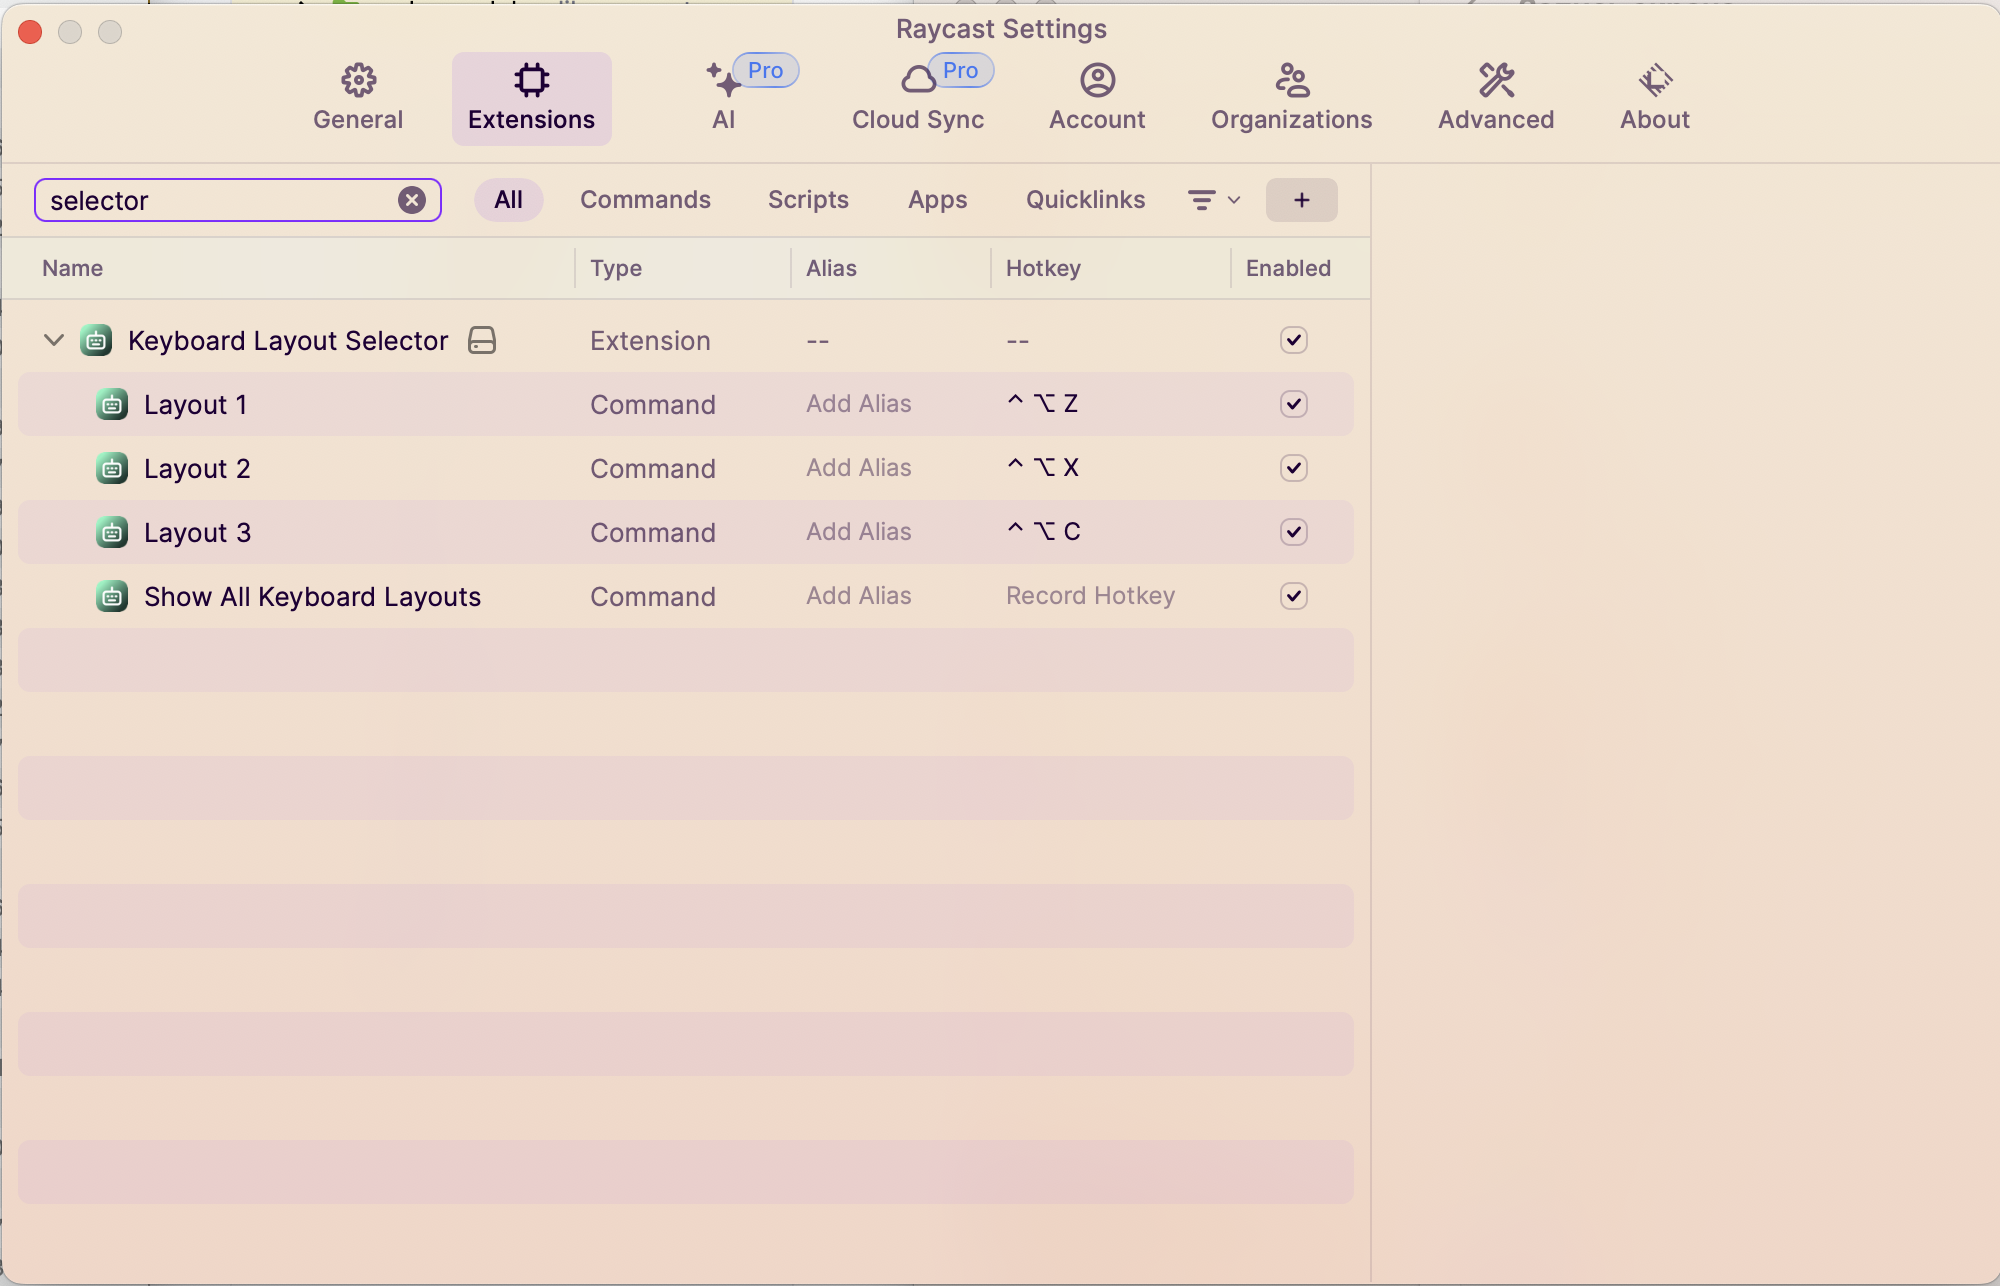 Raycast Settings
General
Extensions
Pro
AI
Pro
Cloud Sync
Account
Organizations
Advanced
About
selector
All
Commands
Scripts
Apps
Quicklinks
+
Name Type Alias Hotkey Enabled
Keyboard Layout Selector Extension -- --
Layout 1 Command Add Alias ^ ⌥ Z
Layout 2 Command Add Alias ^ ⌥ X
Layout 3 Command Add Alias ^ ⌥ C
Show All Keyboard Layouts Command Add Alias Record Hotkey